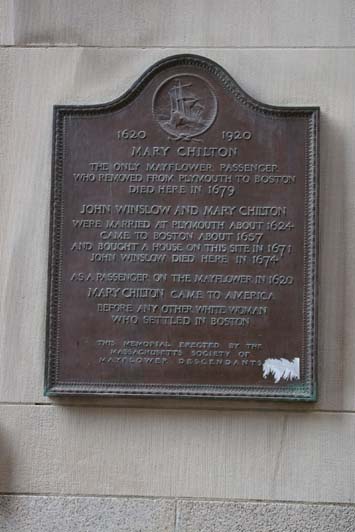 1620 1920
MARY CHILTON
THE ONLY MAYFLOWER PASSENGER
WHO REMOVED FROM PLYMOUTH TO BOSTON
DIED HERE IN 1679
JOHN WINSLOW AND MARY CHILTON
WERE MARRIED AT PLYMOUTH ABOUT 1624
CAME TO BOSTON ABOUT 1657
AND BOUGHT A HOUSE ON THIS SITE IN 1671
JOHN WINSLOW DIED HERE IN 1674
AS A PASSENGER ON THE MAYFLOWER IN 1620
MARY CHILTON CAME TO AMERICA
BEFORE ANY OTHER WHITE WOMAN
WHO SETTLED IN BOSTON
THIS MEMORIAL ERECTED BY THE
MASSACHUSETTS SOCIETY OF
MAYFLOWER DESCENDANTS